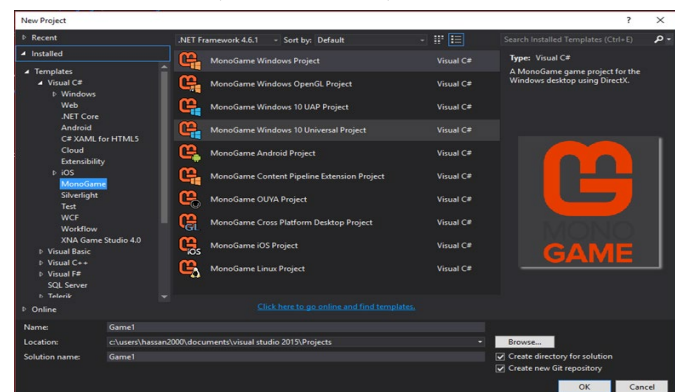 New Project
? ×
Recent
.NET Framework 4.6.1 Sort by: Default
Search Installed Templates (Ctrl+E)
Installed
Templates
Visual C#
Windows
Web
.NET Core
Android
C# XAML for HTML5
Cloud
Extensibility
iOS
MonoGame
Silverlight
Test
WCF
Workflow
XNA Game Studio 4.0
Visual Basic
Visual C++
Visual F#
SQL Server
Telerik
Online
MonoGame Windows Project Visual C#
MonoGame Windows OpenGL Project Visual C#
MonoGame Windows 10 UAP Project Visual C#
MonoGame Windows 10 Universal Project Visual C#
MonoGame Android Project Visual C#
MonoGame Content Pipeline Extension Project Visual C#
MonoGame OUYA Project Visual C#
GL MonoGame Cross Platform Desktop Project Visual C#
iOS MonoGame iOS Project Visual C#
MonoGame Linux Project Visual C#
Click here to go online and find templates.
Type: Visual C#
A MonoGame game project for the
Windows desktop using DirectX.
MONO
GAME
Name: Game1
Location: c:\users\hassan2000\documents\visual studio 2015\Projects
Browse...
Solution name: Game1
Create directory for solution
Create new Git repository
OK Cancel